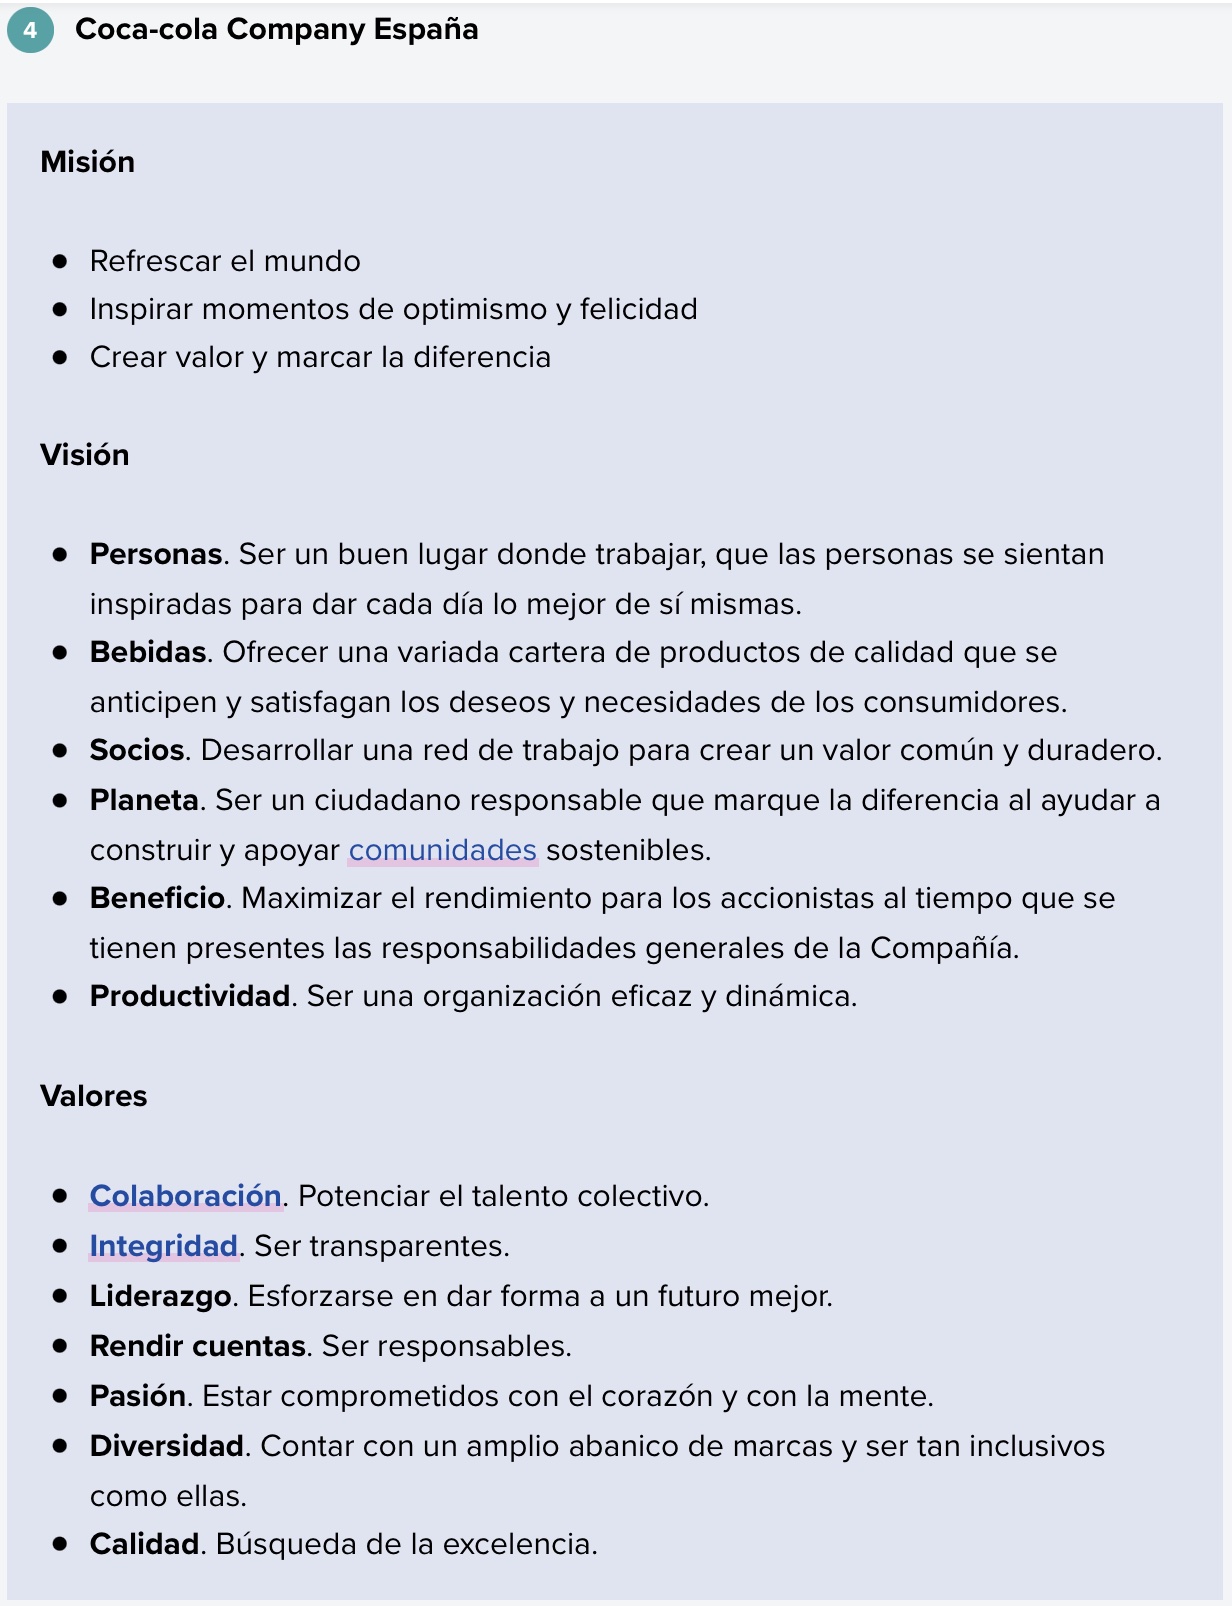 4 Coca-cola Company España
Misión
● Refrescar el mundo
● Inspirar momentos de optimismo y felicidad
● Crear valor y marcar la diferencia
Visión
● Personas. Ser un buen lugar donde trabajar, que las personas se sientan
inspiradas para dar cada día lo mejor de sí mismas.
● Bebidas. Ofrecer una variada cartera de productos de calidad que se
anticipen y satisfagan los deseos y necesidades de los consumidores.
● Socios. Desarrollar una red de trabajo para crear un valor común y duradero.
● Planeta. Ser un ciudadano responsable que marque la diferencia al ayudar a
construir y apoyar comunidades sostenibles.
● Beneficio. Maximizar el rendimiento para los accionistas al tiempo que se
tienen presentes las responsabilidades generales de la Compañía.
● Productividad. Ser una organización eficaz y dinámica.
Valores
● Colaboración. Potenciar el talento colectivo.
● Integridad. Ser transparentes.
● Liderazgo. Esforzarse en dar forma a un futuro mejor.
● Rendir cuentas. Ser responsables.
● Pasión. Estar comprometidos con el corazón y con la mente.
● Diversidad. Contar con un amplio abanico de marcas y ser tan inclusivos
como ellas.
● Calidad. Búsqueda de la excelencia.